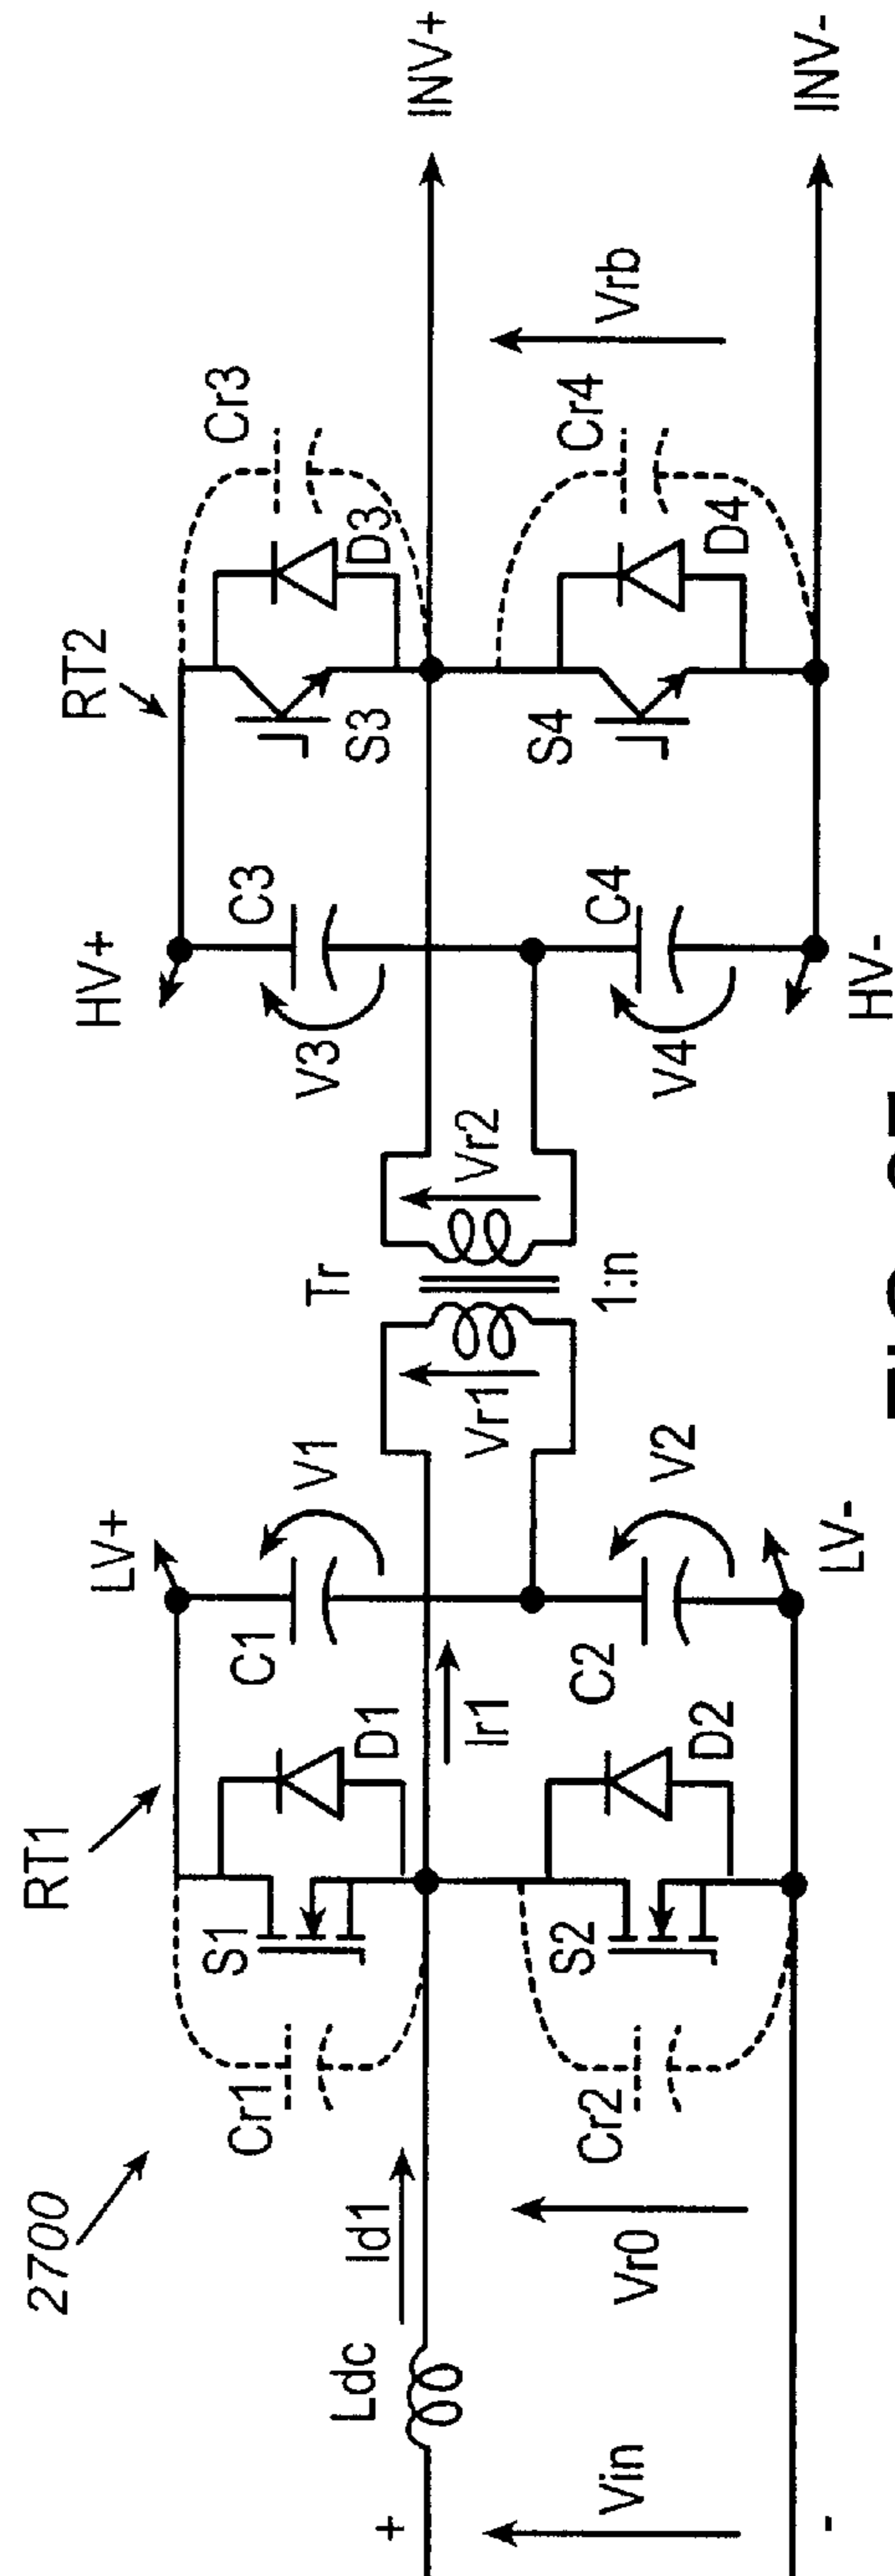 2700
RT1
RT2
LV+
HV+
Cr1
S1
D1
C1
V1
Tr
V3
C3
S3
D3
Cr3
INV+
+
Ldc
Id1
Ir1
Vr1
Vr2
1:n
Vin
Vr0
Cr2
S2
D2
C2
V2
V4
C4
S4
D4
Cr4
Vrb
-
LV-
HV-
INV-